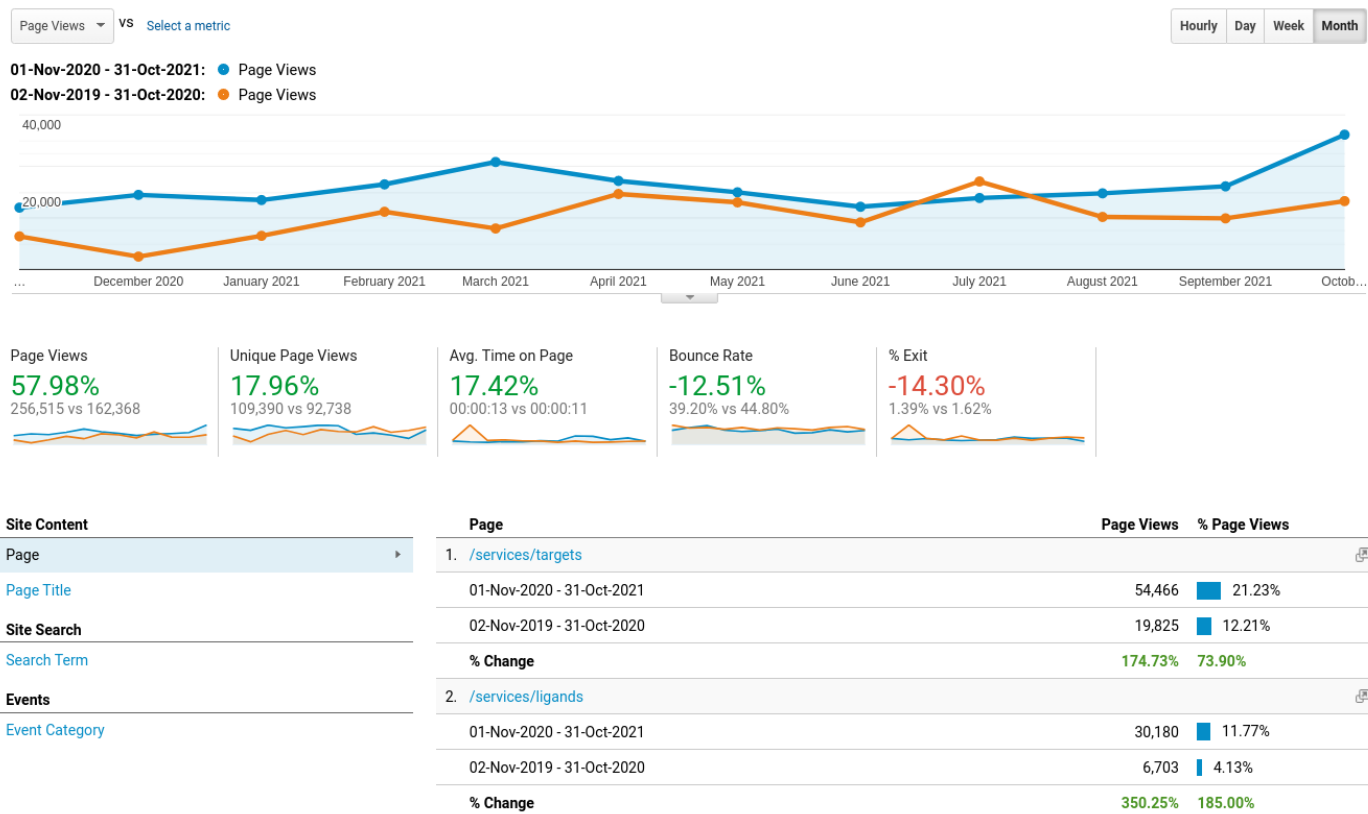 Page Views VS Select a metric Hourly Day Week Month
01-Nov-2020 - 31-Oct-2021: Page Views
02-Nov-2019 - 31-Oct-2020: Page Views
40,000
20,000
... December 2020 January 2021 February 2021 March 2021 April 2021 May 2021 June 2021 July 2021 August 2021 September 2021 Octob...
Page Views Unique Page Views Avg. Time on Page Bounce Rate % Exit
57.98% 17.96% 17.42% -12.51% -14.30%
256,515 vs 162,368 109,390 vs 92,738 00:00:13 vs 00:00:11 39.20% vs 44.80% 1.39% vs 1.62%
Site Content
Page
Page Title
Site Search
Search Term
Events
Event Category
Page Page Views % Page Views
1. /services/targets
01-Nov-2020 - 31-Oct-2021 54,466 21.23%
02-Nov-2019 - 31-Oct-2020 19,825 12.21%
% Change 174.73% 73.90%
2. /services/ligands
01-Nov-2020 - 31-Oct-2021 30,180 11.77%
02-Nov-2019 - 31-Oct-2020 6,703 4.13%
% Change 350.25% 185.00%